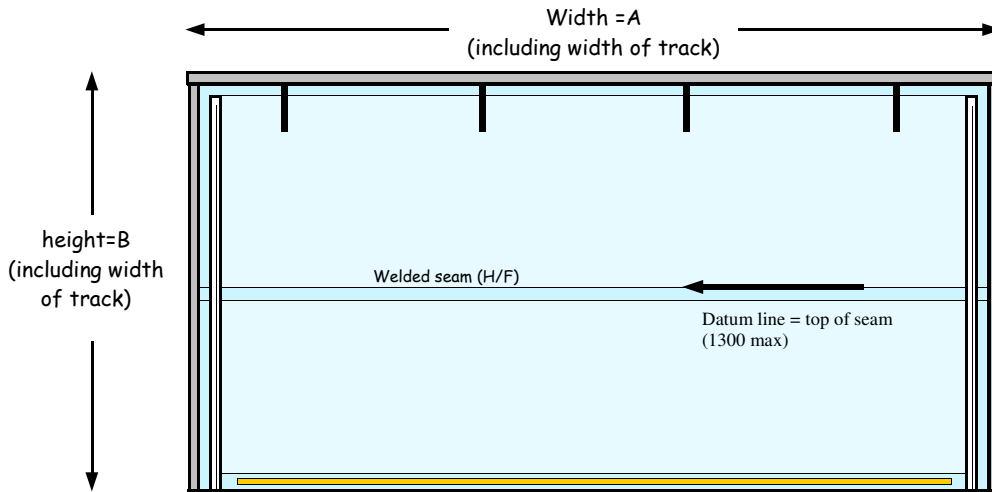 Width =A
(including width of track)
height=B
(including width
of track)
Welded seam (H/F)
Datum line = top of seam
(1300 max)